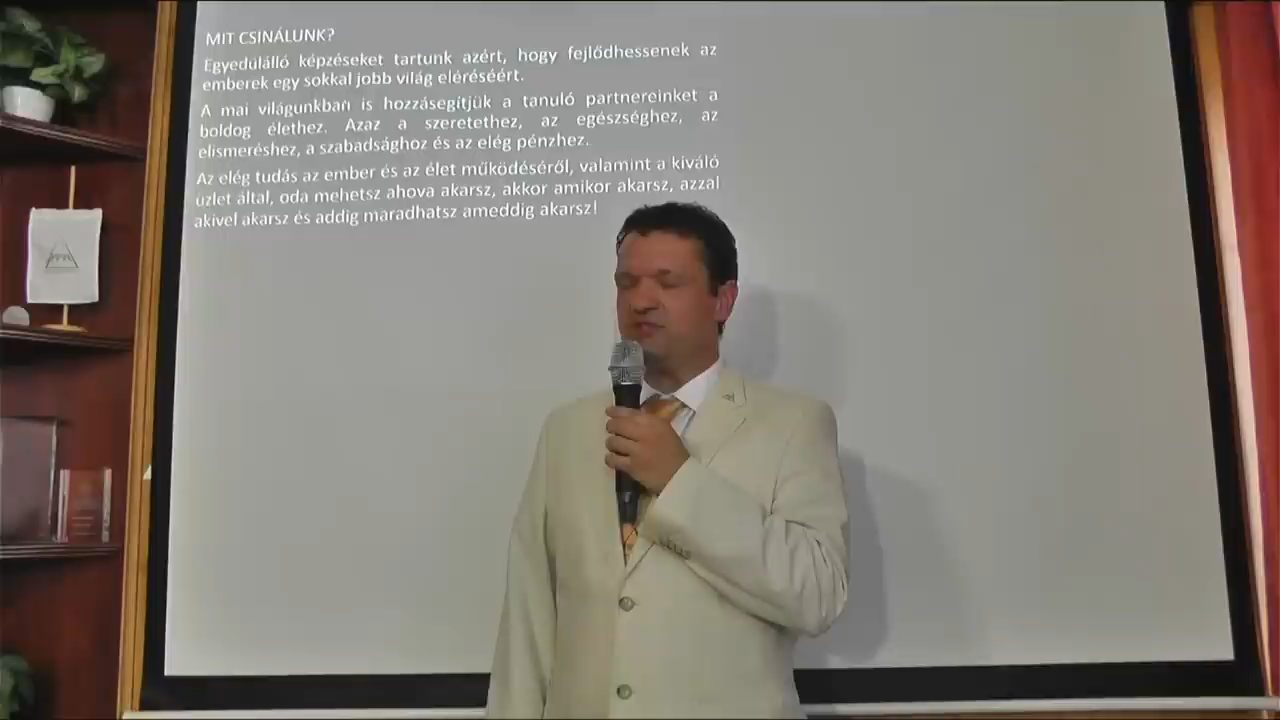 MIT CSINÁLUNK?
Egyedülálló képzéseket tartunk azért, hogy fejlődhessenek az
emberek egy sokkal jobb világ eléréséért.
A mai világunkban is hozzásegítjük a tanuló partnereinket a
boldog élethez. Azaz a szeretethez, az egészséghez, az
elismeréshez, a szabadsághoz és az elég pénzhez.
Az elég tudás az ember és az élet működéséről, valamint a kiváló
üzlet által, oda mehetsz ahova akarsz, akkor amikor akarsz, azzal
akivel akarsz és addig maradhatsz ameddig akarsz!